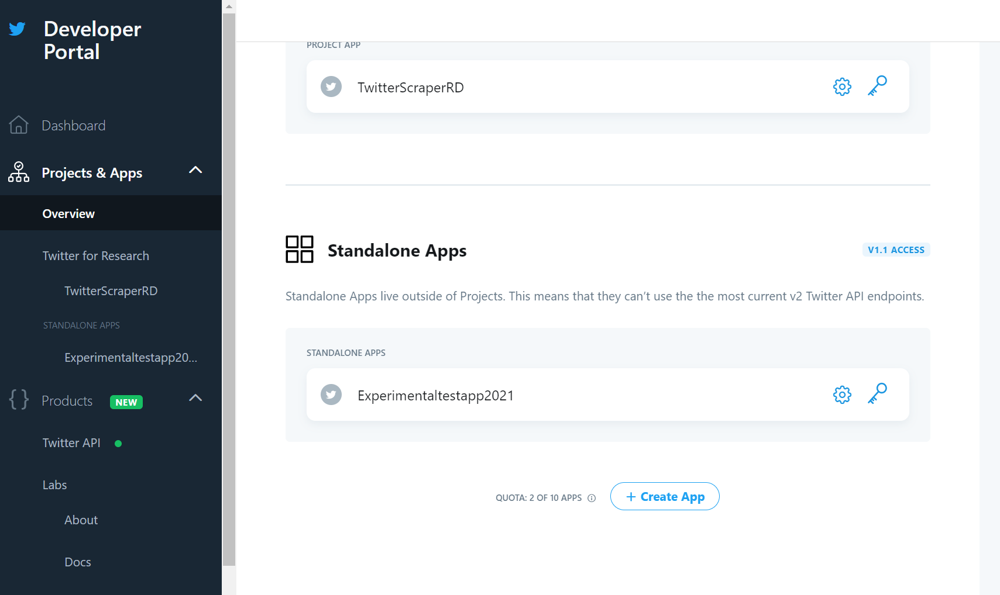 Developer
Portal
Dashboard
Projects & Apps
Overview
Twitter for Research
TwitterScraperRD
STANDALONE APPS
Experimentaltestapp20...
Products NEW
Twitter API
Labs
About
Docs
PROJECT APP
TwitterScraperRD
Standalone Apps
V1.1 ACCESS
Standalone Apps live outside of Projects. This means that they can’t use the the most current v2 Twitter API endpoints.
STANDALONE APPS
Experimentaltestapp2021
QUOTA: 2 OF 10 APPS
+ Create App